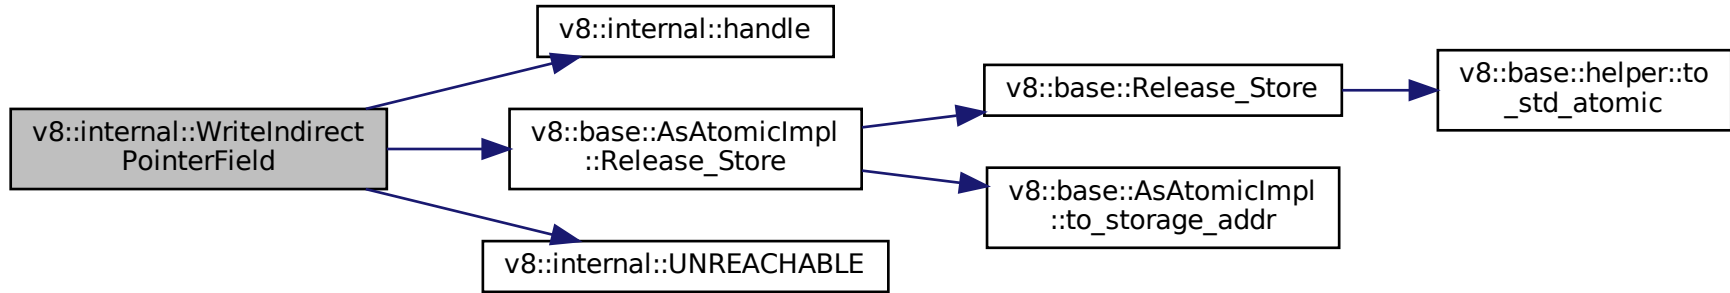 v8::internal::WriteIndirect
PointerField
v8::internal::handle
v8::base::AsAtomicImpl
::Release_Store
v8::internal::UNREACHABLE
v8::base::Release_Store
v8::base::AsAtomicImpl
::to_storage_addr
v8::base::helper::to
_std_atomic